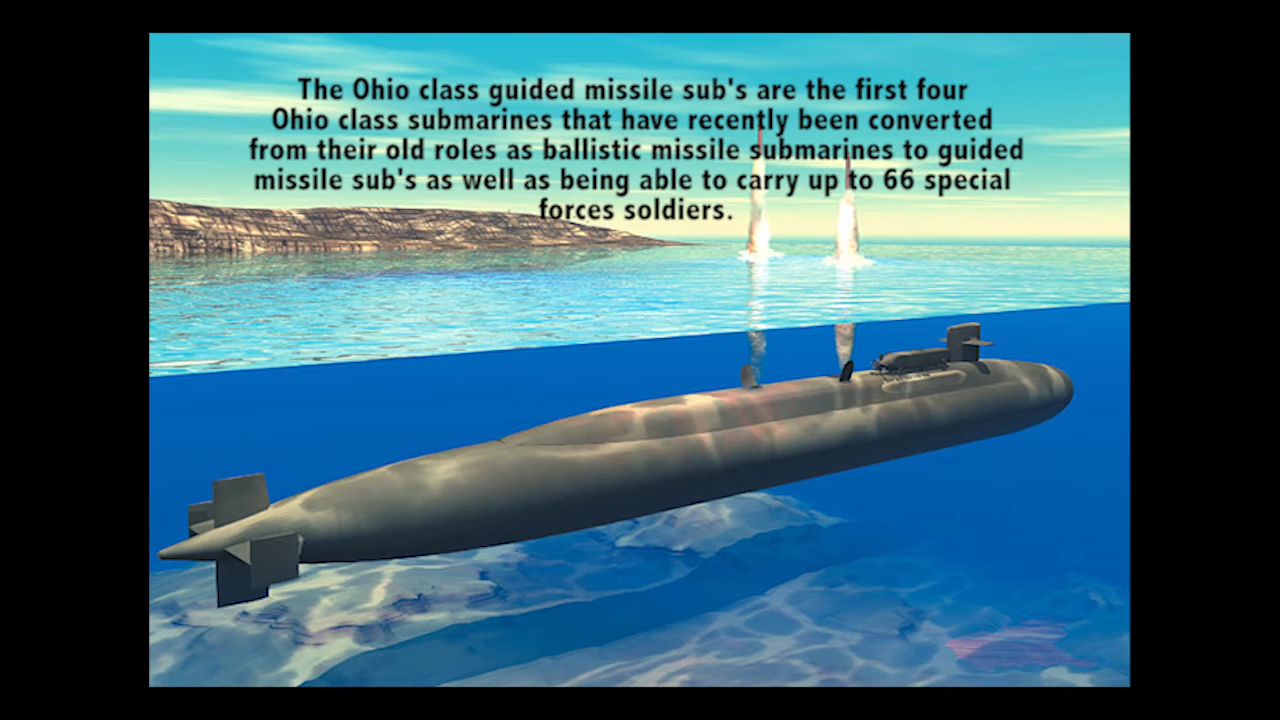 The Ohio class guided missile sub's are the first four
Ohio class submarines that have recently been converted
from their old roles as ballistic missile submarines to guided
missile sub's as well as being able to carry up to 66 special
forces soldiers.